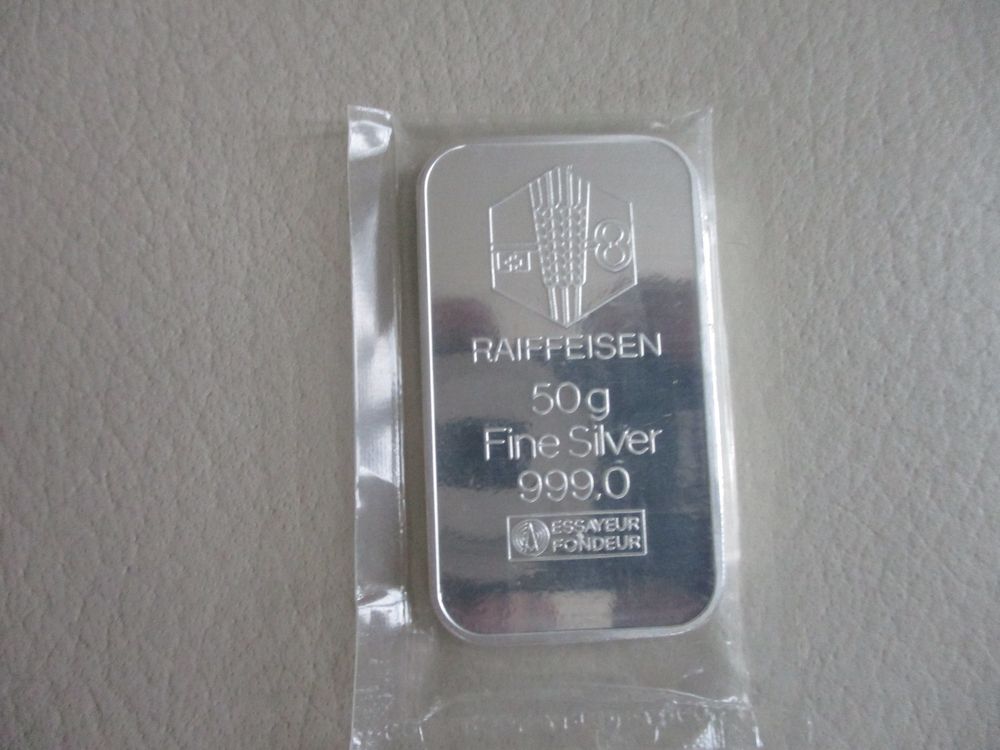 RAIFFEISEN
50g
Fine Silver
999,0
ESSAYEUR
FONDEUR